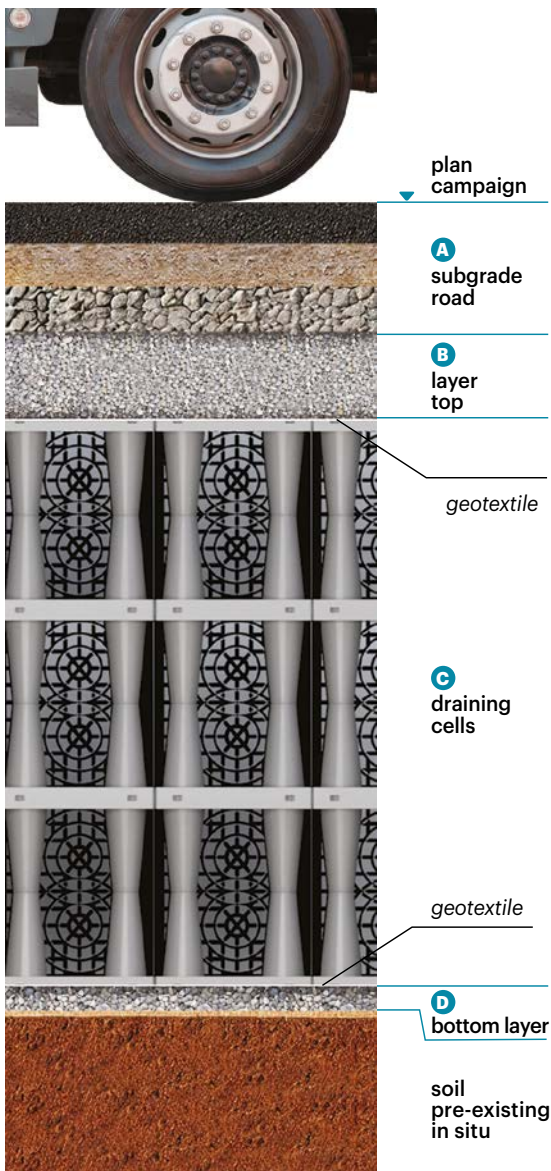 plan
campaign
A
subgrade
road
B
layer
top
geotextile
C
draining
cells
geotextile
D
bottom layer
soil
pre-existing
in situ